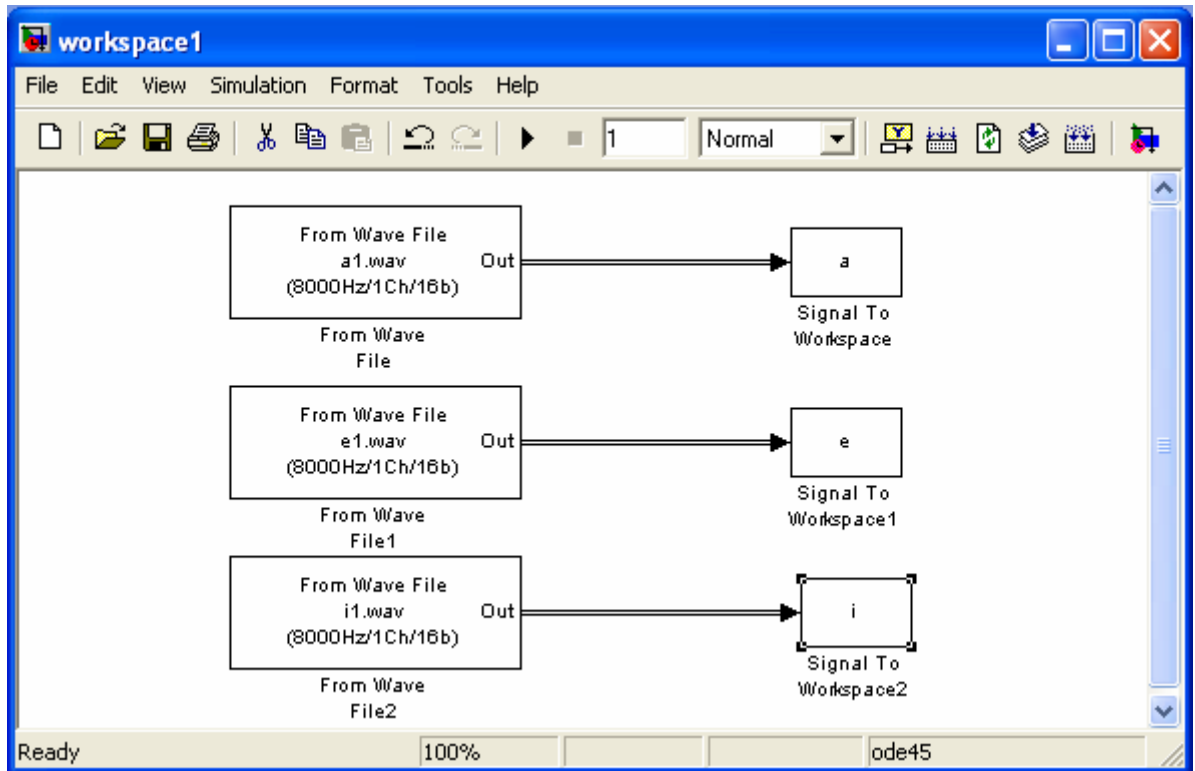 workspace1
File Edit View Simulation Format Tools Help
1 Normal
From Wave File
a1.wav Out
(8000Hz/1Ch/16b)
From Wave
File
a
Signal To
Workspace
From Wave File
e1.wav Out
(8000Hz/1Ch/16b)
From Wave
File1
e
Signal To
Workspace1
From Wave File
i1.wav Out
(8000Hz/1Ch/16b)
From Wave
File2
i
Signal To
Workspace2
Ready 100% ode45